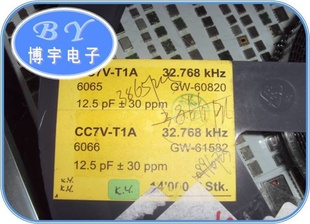 BY
博宇电子
CC7V-T1A 32.768 kHz
6065 GW-60820
12.5 pF ± 30 ppm
CC7V-T1A 32.768 kHz
6066 GW-61582
12.5 pF ± 30 ppm
K.H. 14'000 Stk.